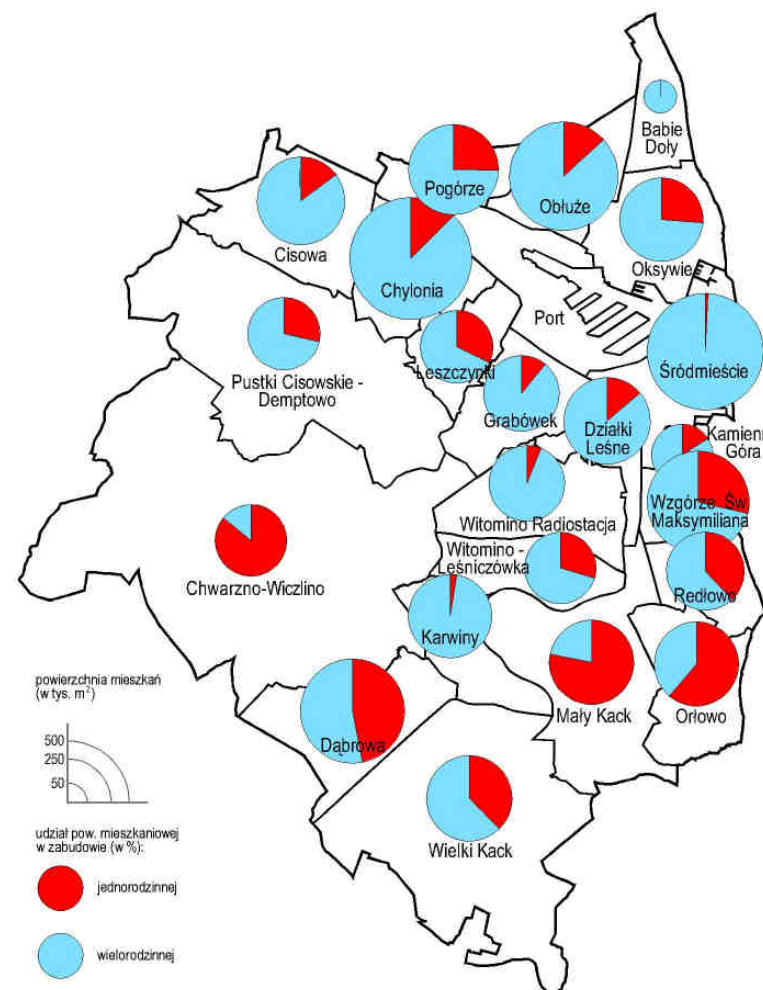 Babie
Doły
Pogórze
Obłuże
Cisowa
Oksywie
Chylonia
Port
Śródmieście
Leszczynki
Pustki Cisowskie -
Demptowo
Grabówek
Działki
Leśne
Kamienn
Góra
Wzgórze Św.
Maksymiliana
Witomino Radiostacja
Witomino -
Leśniczówka
Chwarzno-Wiczlino
Redłowo
Karwiny
Mały Kack
Orłowo
Dąbrowa
Wielki Kack
powierzchnia mieszkań
(w tys. m²)
500
250
50
udział pow. mieszkaniowej
w zabudowie (w %):
jednorodzinnej
wielorodzinnej